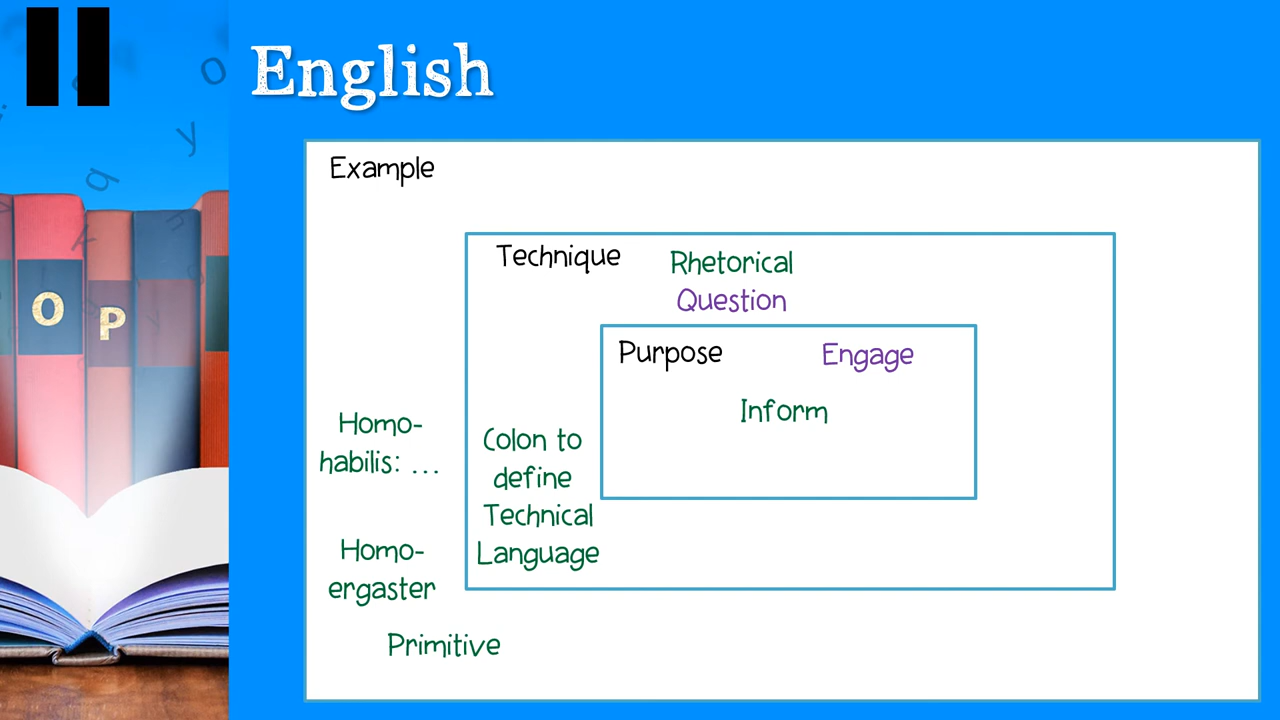 English
Example
Technique
Rhetorical
Question
Purpose
Engage
Inform
Homo-
habilis: ...
Colon to
define
Technical
Language
Homo-
ergaster
Primitive
O
P
o
y
q
k